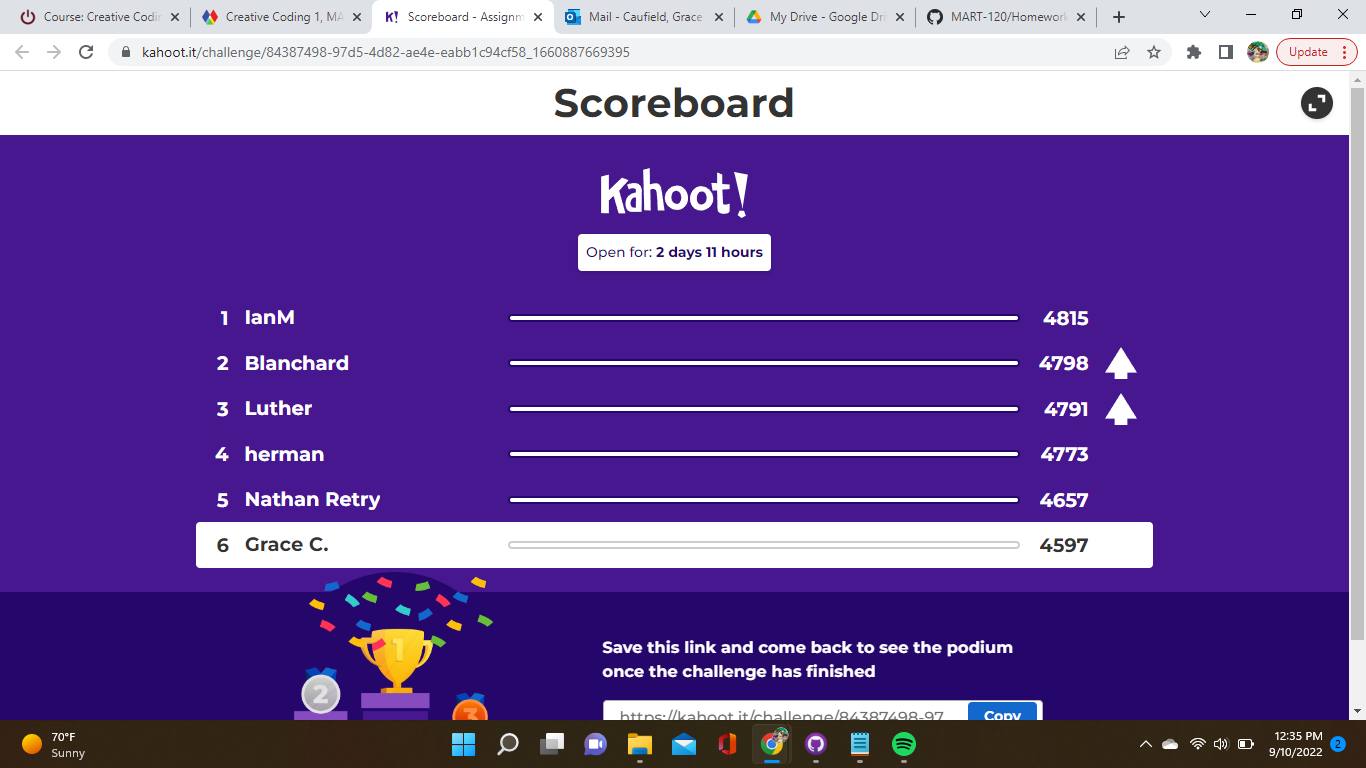 Course: Creative Codi
Creative Coding 1, MA
K! Scoreboard - Assignm
Mail - Caufield, Grace
My Drive - Google Dri
MART-120/Homework
kahoot.it/challenge/84387498-97d5-4d82-ae4e-eabb1c94cf58_1660887669395
Update
Scoreboard
Kahoot!
Open for: 2 days 11 hours
1 IanM 4815
2 Blanchard 4798
3 Luther 4791
4 herman 4773
5 Nathan Retry 4657
6 Grace C. 4597
1
2
3
Save this link and come back to see the podium
once the challenge has finished
https://kahoot.it/challenge/84387498-97 Copy
70°F
Sunny
12:35 PM
9/10/2022
2